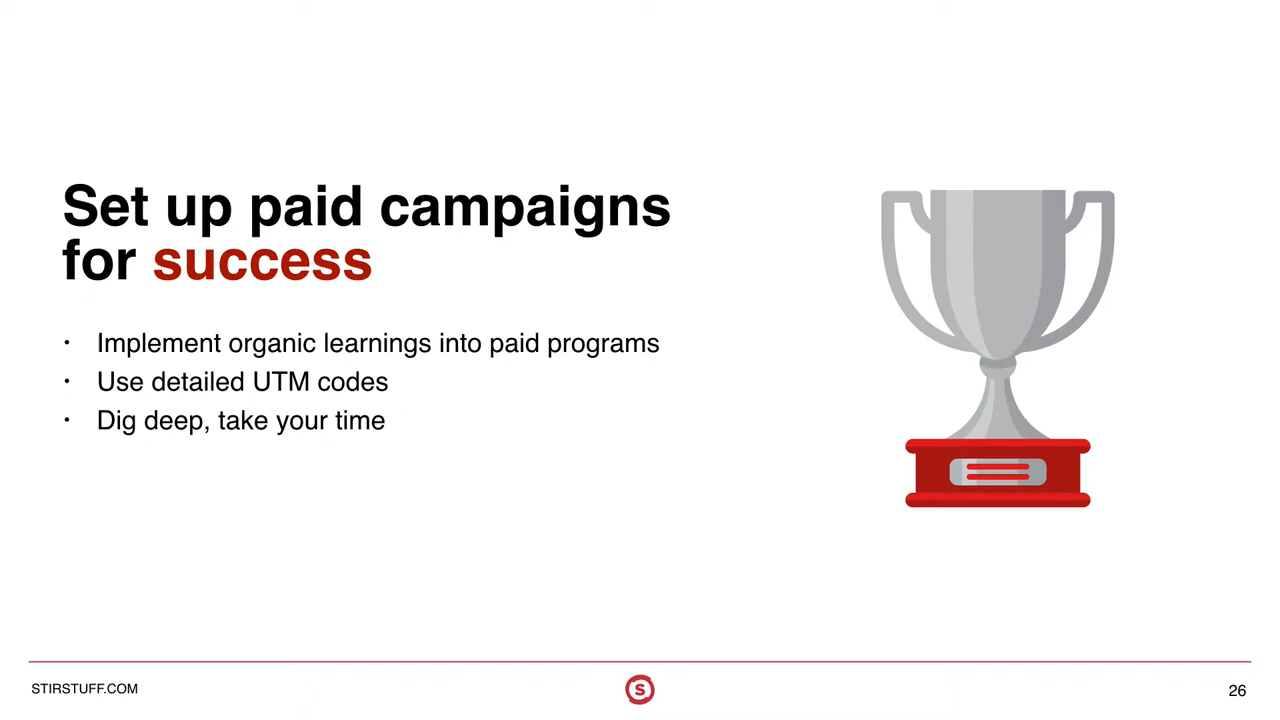 Set up paid campaigns
for success
• Implement organic learnings into paid programs
• Use detailed UTM codes
• Dig deep, take your time
STIRSTUFF.COM
S
26